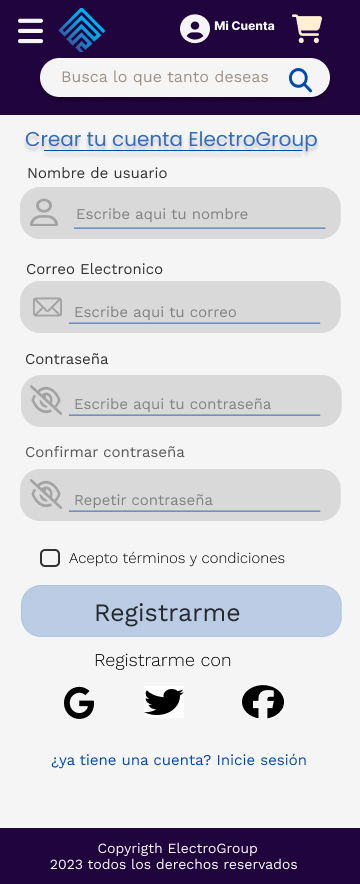 Mi Cuenta
Busca lo que tanto deseas
Crear tu cuenta ElectroGroup
Nombre de usuario
Escribe aqui tu nombre
Correo Electronico
Escribe aqui tu correo
Contraseña
Escribe aqui tu contraseña
Confirmar contraseña
Repetir contraseña
Acepto términos y condiciones
Registrarme
Registrarme con
¿ya tiene una cuenta? Inicie sesión
Copyrigth ElectroGroup
2023 todos los derechos reservados